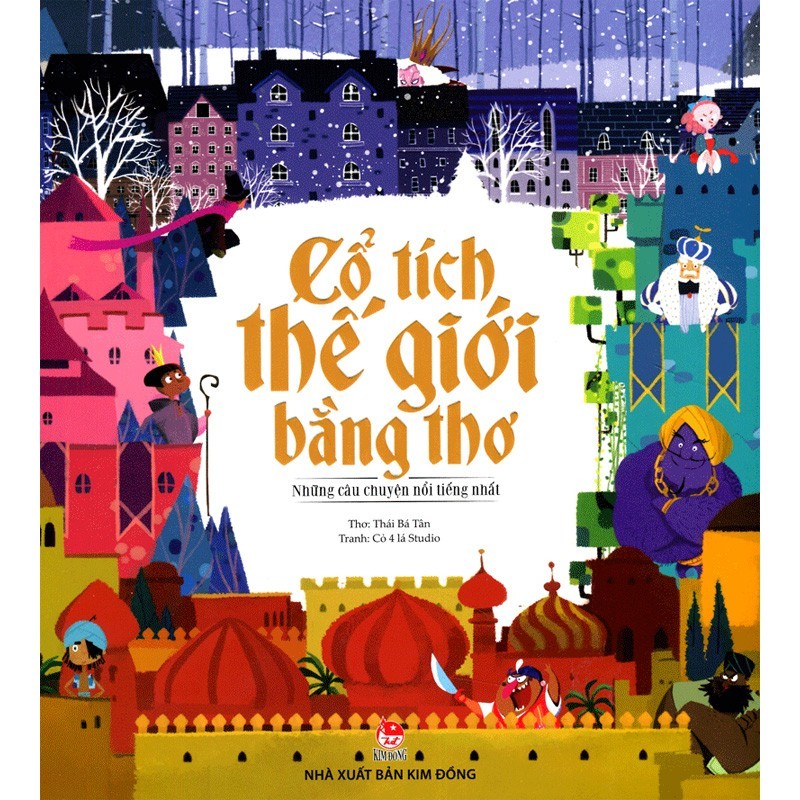 Cổ tích
thế giới
bằng thơ
Những câu chuyện nổi tiếng nhất
Thơ: Thái Bá Tân
Tranh: Cỏ 4 lá Studio
KIM ĐỒNG
NHÀ XUẤT BẢN KIM ĐỒNG